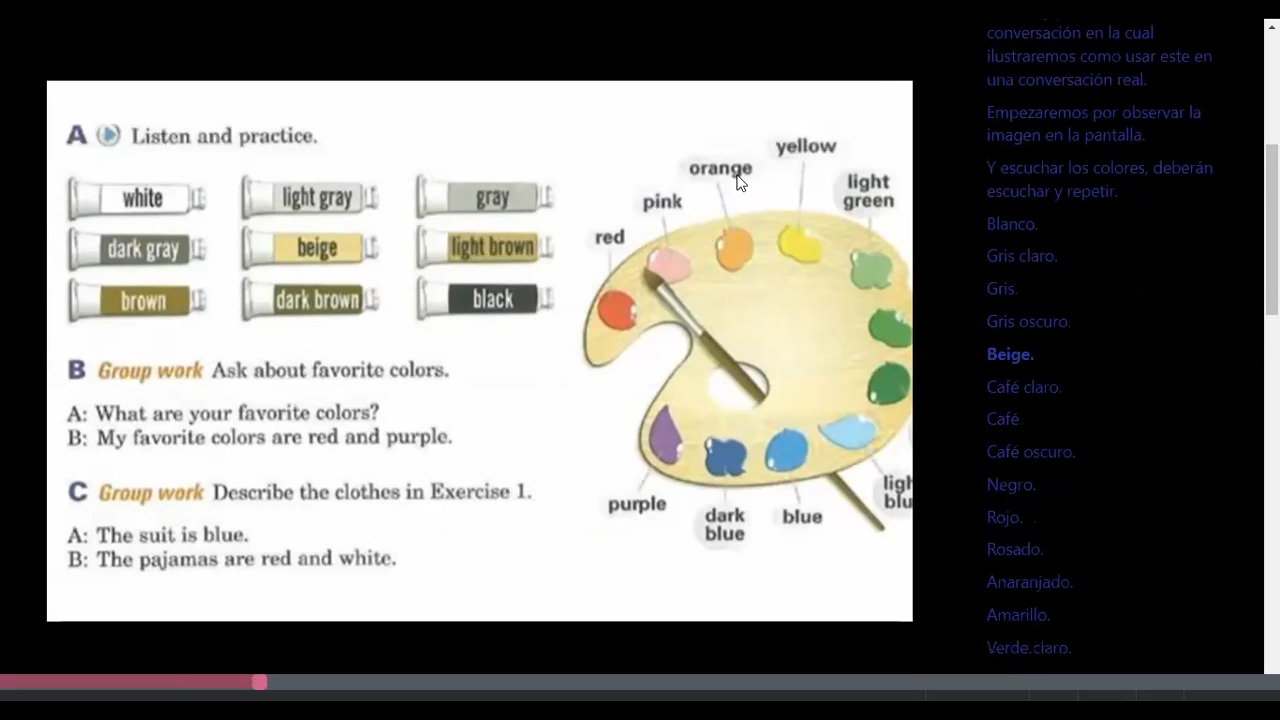 A Listen and practice.
white
light gray
gray
dark gray
beige
light brown
brown
dark brown
black
red
pink
orange
yellow
light
green
purple
dark
blue
blue
B Group work Ask about favorite colors.
A: What are your favorite colors?
B: My favorite colors are red and purple.
C Group work Describe the clothes in Exercise 1.
A: The suit is blue.
B: The pajamas are red and white.
conversación en la cual
ilustraremos como usar este en
una conversación real.
Empezaremos por observar la
imagen en la pantalla.
Y escuchar los colores, deberán
escuchar y repetir.
Blanco.
Gris claro.
Gris.
Gris oscuro.
Beige.
Café claro.
Café
Café oscuro.
Negro.
Rojo. .
Rosado.
Anaranjado.
Amarillo.
Verde claro.